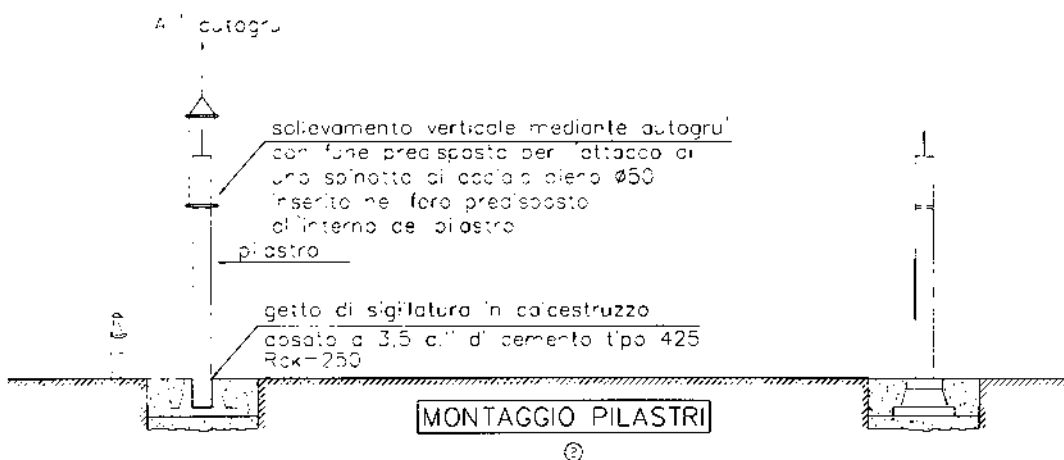 autogru
sollevamento verticale mediante autogru'
con fune predisposta per l'attacco di
uno spinotto di acciaio pieno Ø50
inserito nel foro predisposto
all'interno del pilastro
pilastro
getto di sigillatura in calcestruzzo
dosato a 3,5 q.li di cemento tipo 425
Rck=250
MONTAGGIO PILASTRI
2